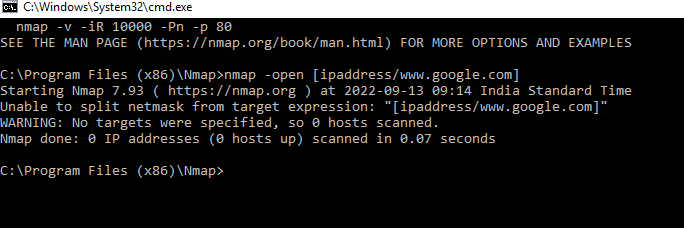 C:\Windows\System32\cmd.exe
nmap -v -iR 10000 -Pn -p 80
SEE THE MAN PAGE (https://nmap.org/book/man.html) FOR MORE OPTIONS AND EXAMPLES
C:\Program Files (x86)\Nmap>nmap -open [ipaddress/www.google.com]
Starting Nmap 7.93 ( https://nmap.org ) at 2022-09-13 09:14 India Standard Time
Unable to split netmask from target expression: "[ipaddress/www.google.com]"
WARNING: No targets were specified, so 0 hosts scanned.
Nmap done: 0 IP addresses (0 hosts up) scanned in 0.07 seconds
C:\Program Files (x86)\Nmap>